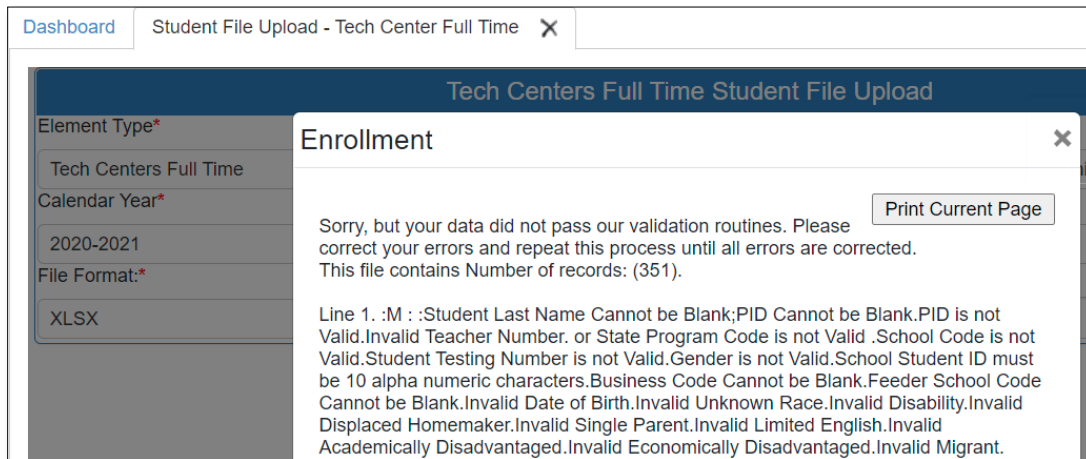 Dashboard
Student File Upload - Tech Center Full Time
Tech Centers Full Time Student File Upload
Element Type*
Tech Centers Full Time
Calendar Year*
2020-2021
File Format:*
XLSX
Enrollment
Print Current Page
Sorry, but your data did not pass our validation routines. Please
correct your errors and repeat this process until all errors are corrected.
This file contains Number of records: (351).
Line 1. :M : :Student Last Name Cannot be Blank;PID Cannot be Blank.PID is not
Valid.Invalid Teacher Number. or State Program Code is not Valid .School Code is not
Valid.Student Testing Number is not Valid.Gender is not Valid.School Student ID must
be 10 alpha numeric characters.Business Code Cannot be Blank.Feeder School Code
Cannot be Blank.Invalid Date of Birth.Invalid Unknown Race.Invalid Disability.Invalid
Displaced Homemaker.Invalid Single Parent.Invalid Limited English.Invalid
Academically Disadvantaged.Invalid Economically Disadvantaged.Invalid Migrant.